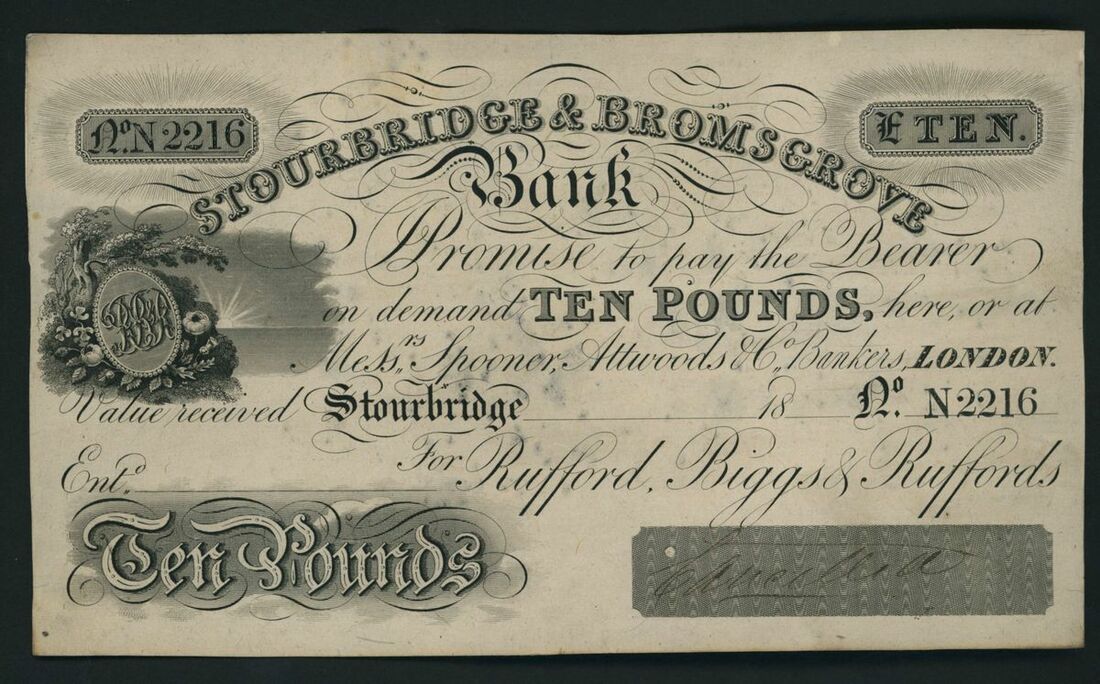 No. N 2216
£ TEN.
STOURBRIDGE & BROMSGROVE
Bank
I Promise to pay the Bearer
on demand TEN POUNDS, here, or at
Messrs. Spooner, Attwoods & Co. Bankers, LONDON.
Value received Stourbridge 18 No. N2216
For Rufford, Biggs & Ruffords
Entd.
Ten Pounds